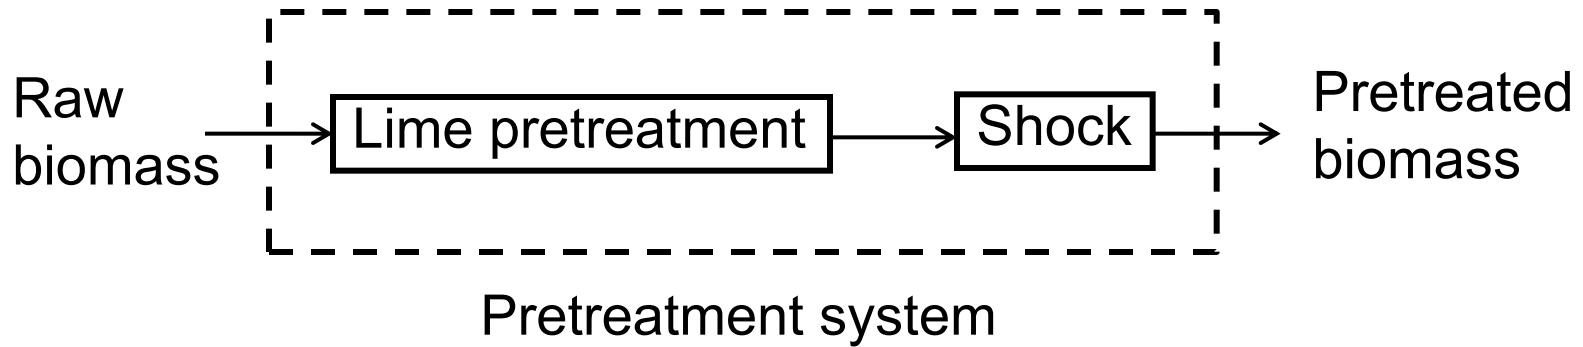 Raw
biomass
Lime pretreatment
Shock
Pretreated
biomass
Pretreatment system